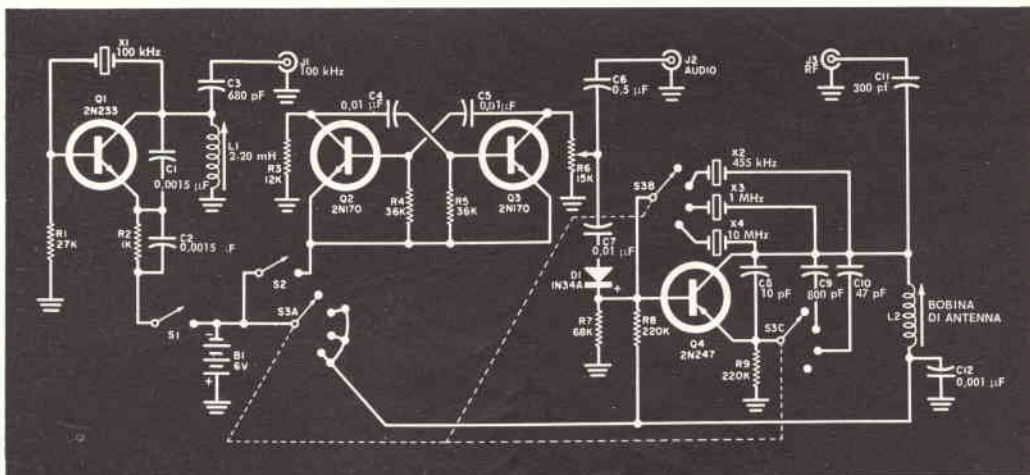 X1
100 kHz
Q1
2N233
C3
680 pF
J1
100 kHz
L1
2-20 mH
C1
0,0015 µF
R1
27K
R2
1K
C2
0,0015 µF
S1
B1
6V
S2
S3A
R3
12K
C4
0,01 µF
C5
0,01 µF
Q2
2N170
R4
36K
R5
36K
Q3
2N170
R6
15K
C6
0.5 µF
J2
AUDIO
C7
0,01 µF
D1
1N34A
R7
68K
R8
220K
S3B
X2
455 kHz
X3
1 MHz
X4
10 MHz
Q4
2N247
C8
10 pF
C9
800 pF
C10
47 pF
S3C
R9
220K
J3
RF
C11
300 pf
L2
BOBINA
DI ANTENNA
C12
0,001 µF